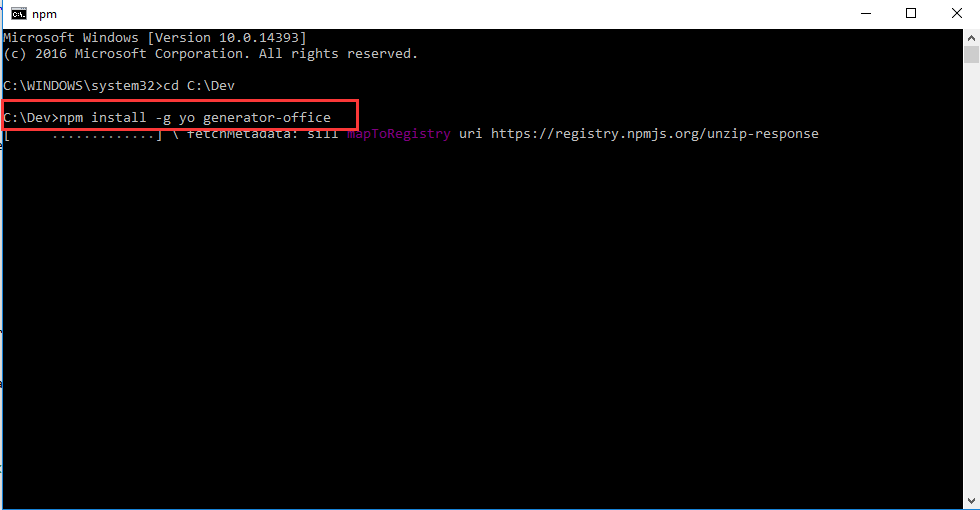 npm
Microsoft Windows [Version 10.0.14393]
(c) 2016 Microsoft Corporation. All rights reserved.
C:\WINDOWS\system32>cd C:\Dev
C:\Dev>npm install -g yo generator-office
[      .............] \ fetchMetadata: sill mapToRegistry uri https://registry.npmjs.org/unzip-response